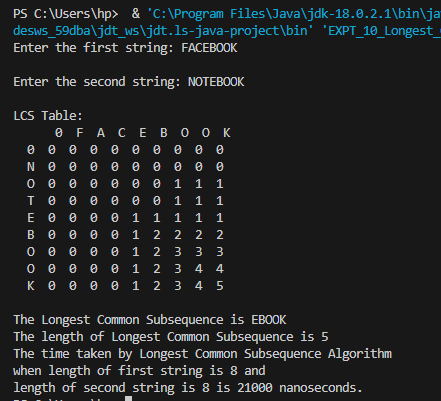 PS C:\Users\hp>  & 'C:\Program Files\Java\jdk-18.0.2.1\bin\ja
desws_59dba\jdt_ws\jdt.ls-java-project\bin' 'EXPT_10_Longest_
Enter the first string: FACEBOOK
Enter the second string: NOTEBOOK
LCS Table:
0 F A C E B O O K
0 0 0 0 0 0 0 0 0 0
N 0 0 0 0 0 0 0 0 0
O 0 0 0 0 0 0 1 1 1
T 0 0 0 0 0 0 1 1 1
E 0 0 0 0 1 1 1 1 1
B 0 0 0 0 1 2 2 2 2
O 0 0 0 0 1 2 3 3 3
O 0 0 0 0 1 2 3 4 4
K 0 0 0 0 1 2 3 4 5
The Longest Common Subsequence is EBOOK
The length of Longest Common Subsequence is 5
The time taken by Longest Common Subsequence Algorithm
when length of first string is 8 and
length of second string is 8 is 21000 nanoseconds.